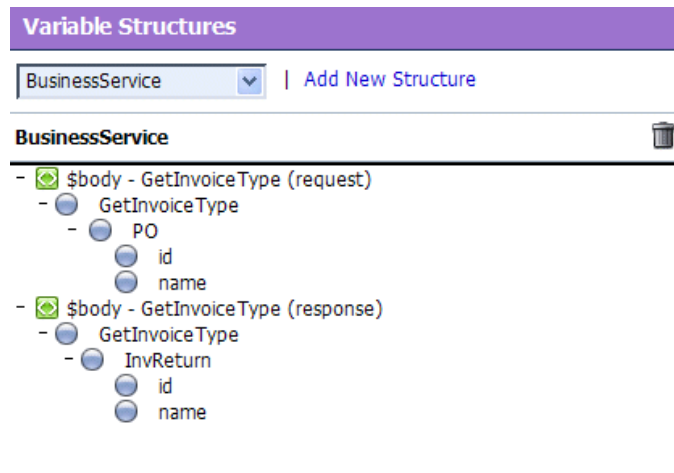 Variable Structures
BusinessService | Add New Structure
BusinessService
- $body - GetInvoiceType (request)
- GetInvoiceType
- PO
id
name
- $body - GetInvoiceType (response)
- GetInvoiceType
- InvReturn
id
name